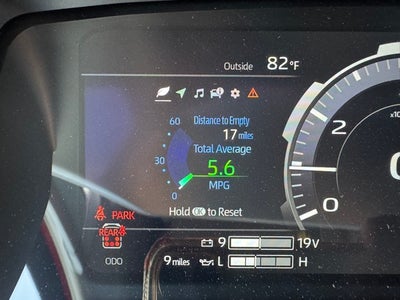 Outside 82°F
60 Distance to Empty
17 miles
30 Total Average
5.6
0 MPG
Hold OK to Reset
PARK
REAR
ODO
9 miles
9 19V
L H
x10
2
0